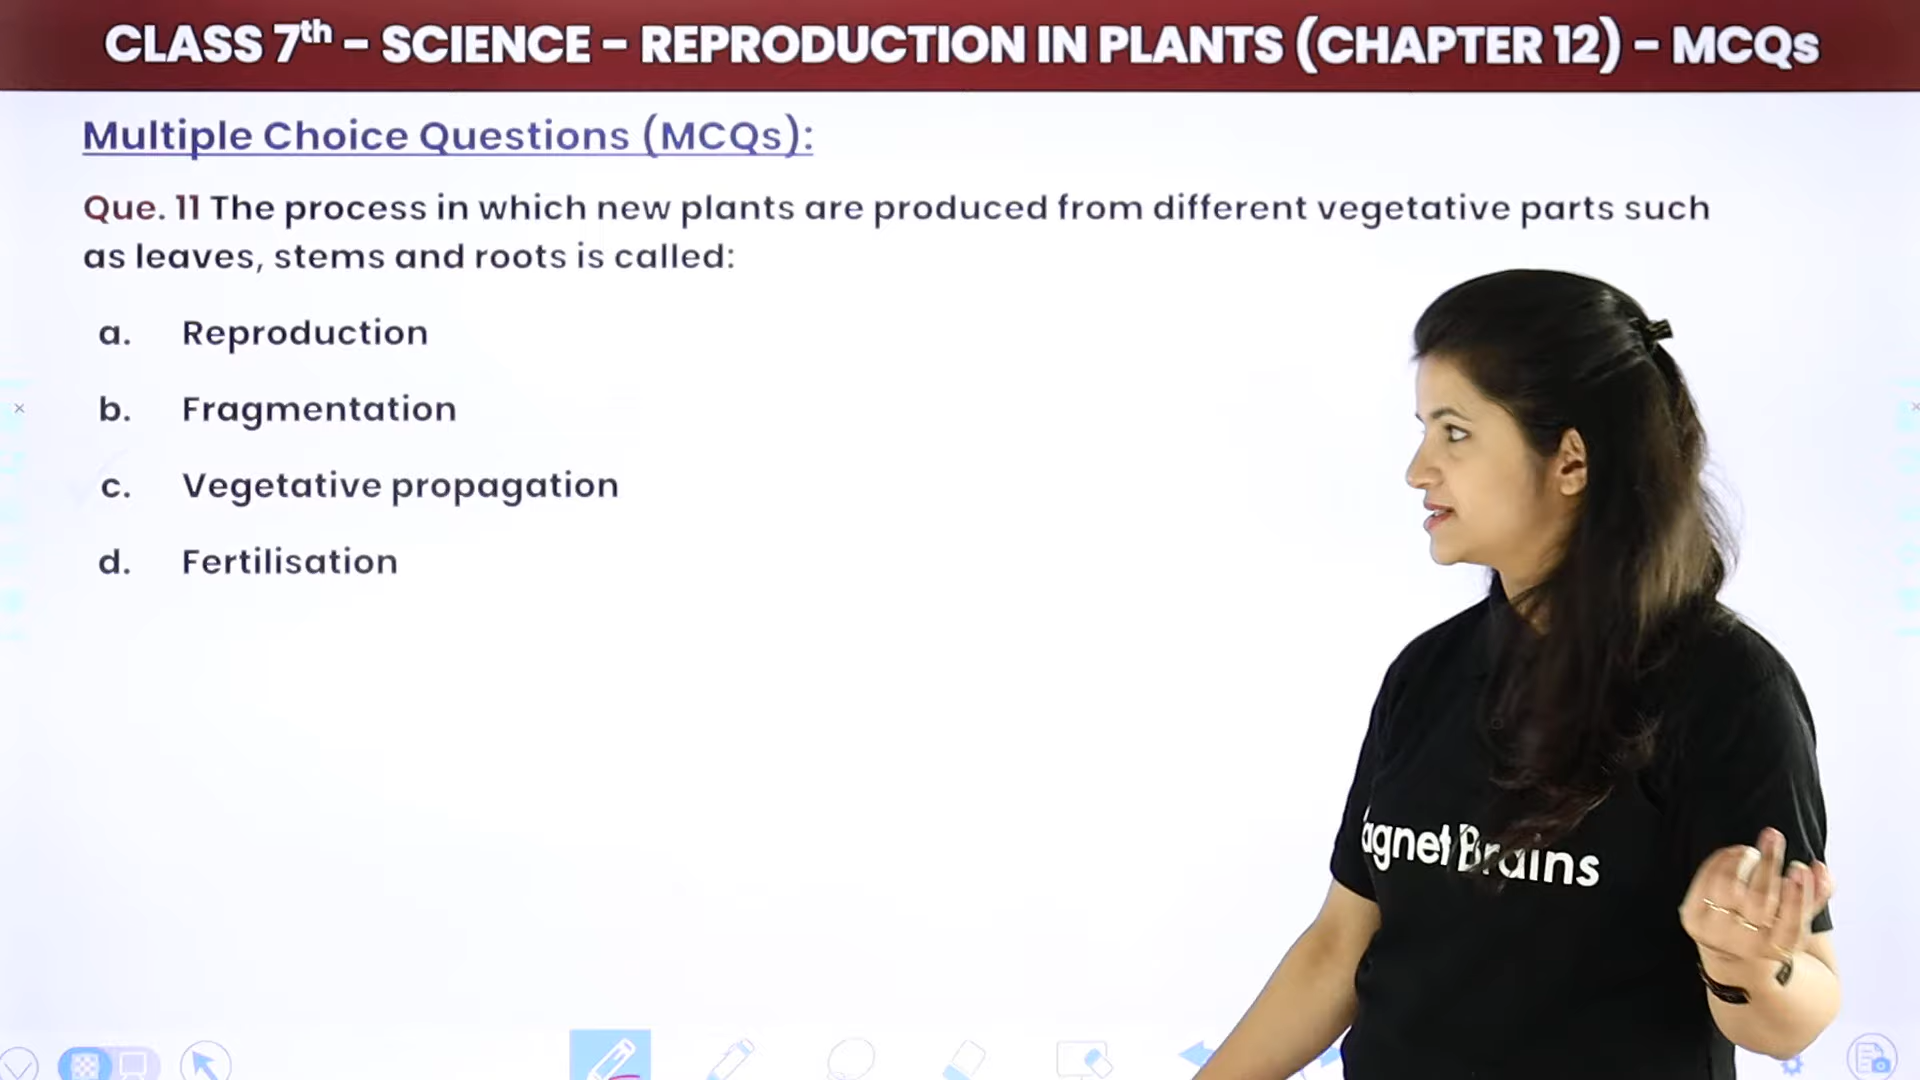 CLASS 7th – SCIENCE – REPRODUCTION IN PLANTS (CHAPTER 12) – MCQs
Multiple Choice Questions (MCQs):
Que. 11 The process in which new plants are produced from different vegetative parts such
as leaves, stems and roots is called:
a. Reproduction
b. Fragmentation
c. Vegetative propagation
d. Fertilisation
agnet Brains